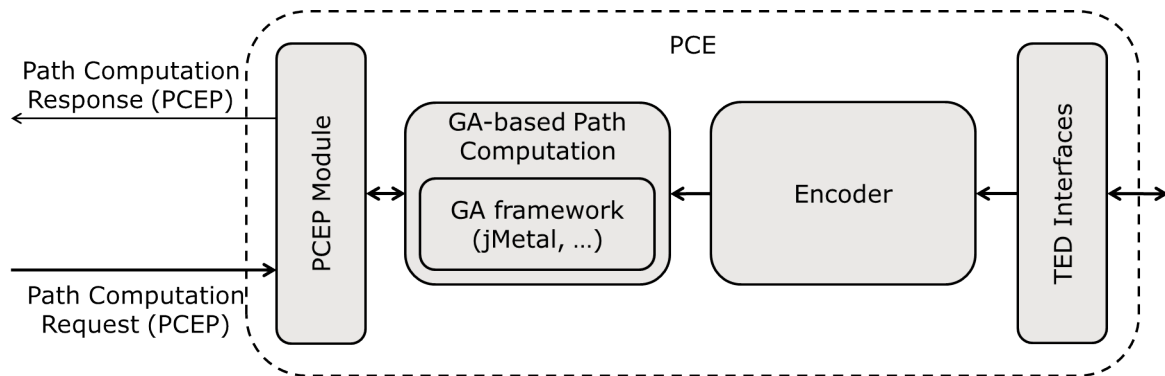 PCE
Path Computation
Response (PCEP)
PCEP Module
GA-based Path
Computation
GA framework
(jMetal, ...)
Encoder
TED Interfaces
Path Computation
Request (PCEP)